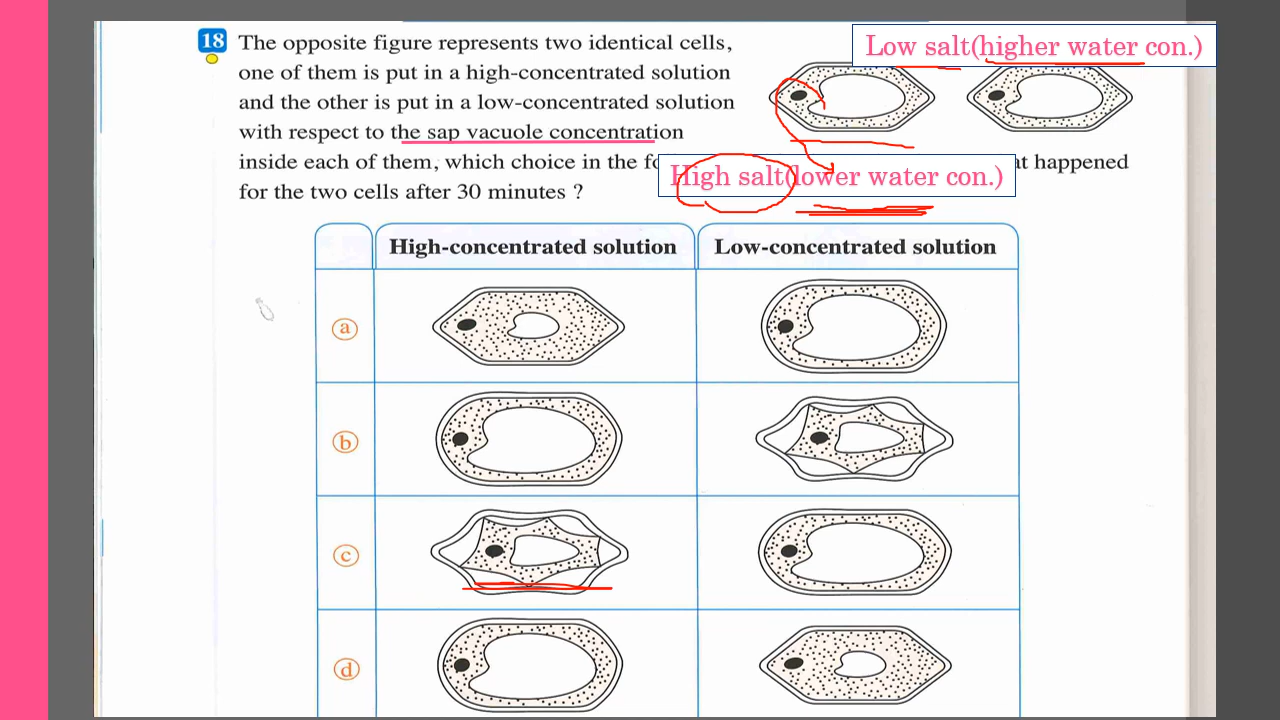 18 The opposite figure represents two identical cells,
one of them is put in a high-concentrated solution
and the other is put in a low-concentrated solution
with respect to the sap vacuole concentration
inside each of them, which choice in the fo
at happened
for the two cells after 30 minutes ?
Low salt(higher water con.)
High salt(lower water con.)
High-concentrated solution Low-concentrated solution
a
b
c
d